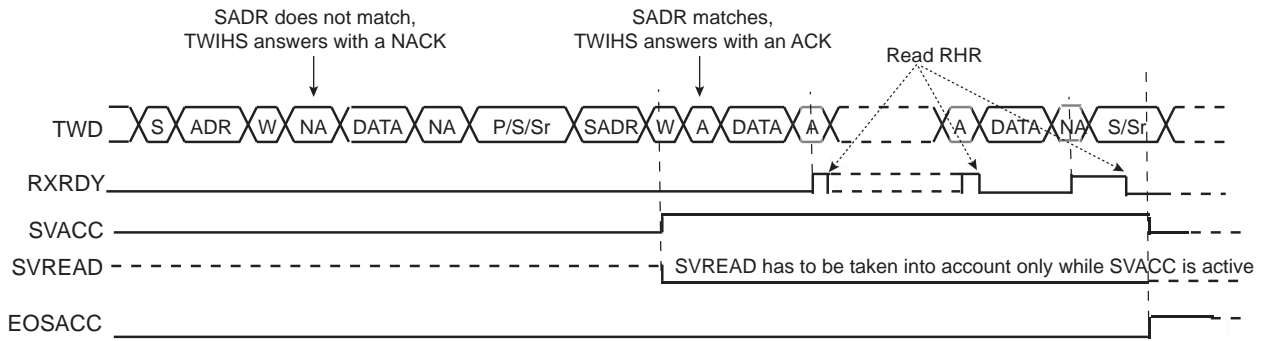 SADR does not match,
TWIHS answers with a NACK
SADR matches,
TWIHS answers with an ACK
Read RHR
TWD S ADR W NA DATA NA P/S/Sr SADR W A DATA A A DATA NA S/Sr
RXRDY
SVACC
SVREAD SVREAD has to be taken into account only while SVACC is active
EOSACC